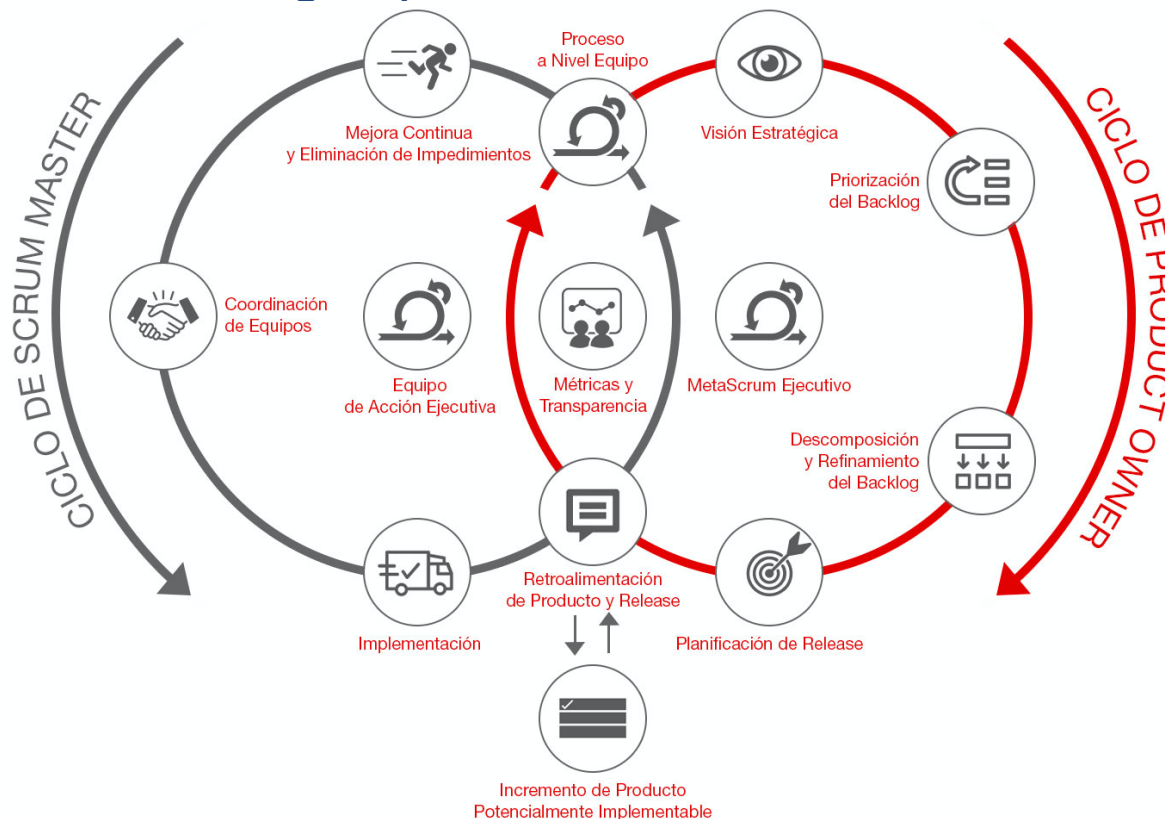 Proceso
a Nivel Equipo
Mejora Continua
y Eliminación de Impedimientos
Visión Estratégica
Priorización
del Backlog
CICLO DE SCRUM MASTER
CICLO DE PRODUCT OWNER
Coordinación
de Equipos
Equipo
de Acción Ejecutiva
Métricas y
Transparencia
MetaScrum Ejecutivo
Descomposición
y Refinamiento
del Backlog
Retroalimentación
de Producto y Release
Implementación
Planificación de Release
Incremento de Producto
Potencialmente Implementable